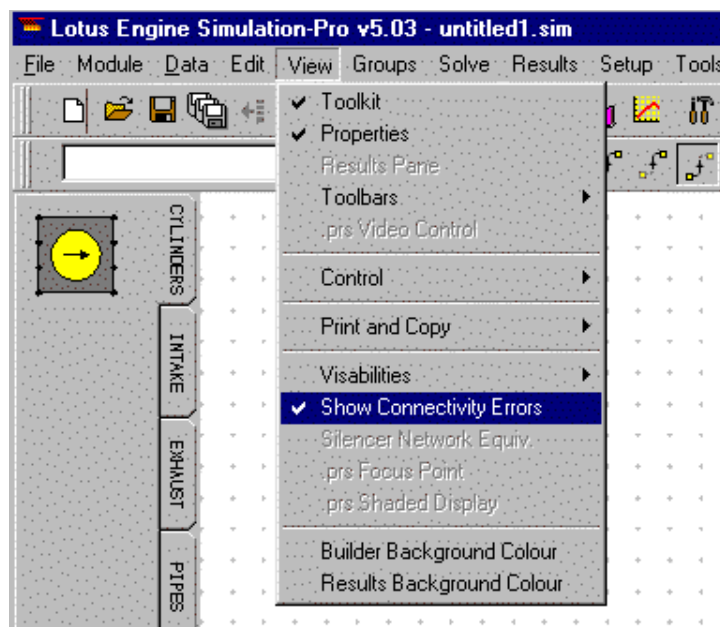 Lotus Engine Simulation-Pro v5.03 - untitled1.sim
File Module Data Edit View Groups Solve Results Setup Tools
Toolkit
Properties
Results Pane
Toolbars
.prs Video Control
Control
Print and Copy
Visabilities
Show Connectivity Errors
Silencer Network Equiv.
.prs Focus Point
.prs Shaded Display
Builder Background Colour
Results Background Colour
CYLINDERS
INTAKE
EXHAUST
PIPES